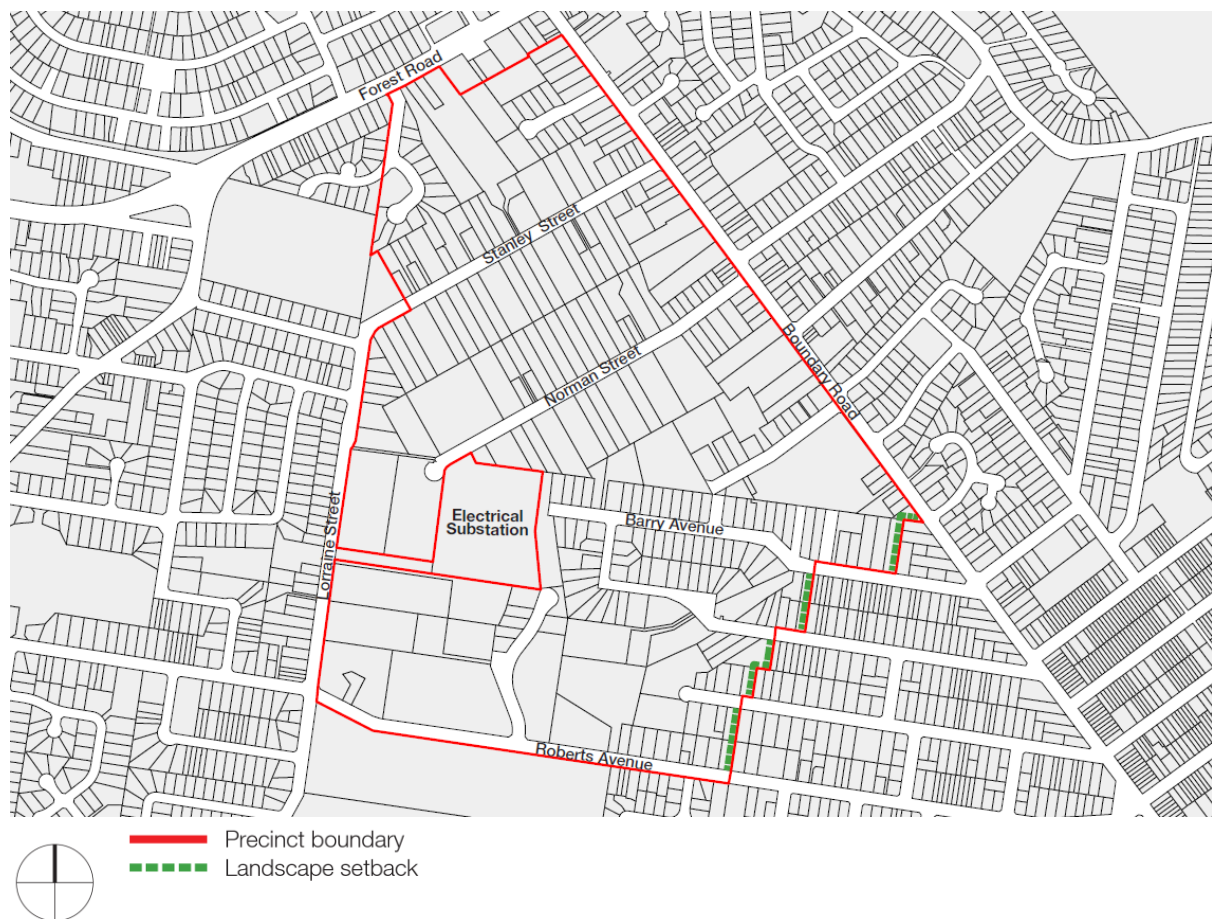 Forest Road
Stanley Street
Boundary Road
Norman Street
Lorraine Street
Electrical
Substation
Barry Avenue
Roberts Avenue
Precinct boundary
Landscape setback